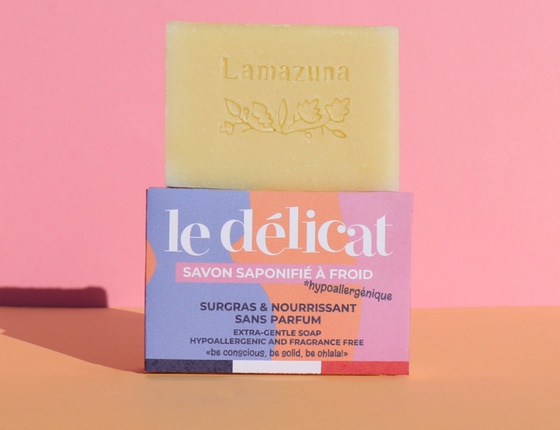 Lamazuna
le délicat
SAVON SAPONIFIÉ À FROID
*hypoallergénique
SURGRAS & NOURRISSANT
SANS PARFUM
EXTRA-GENTLE SOAP
HYPOALLERGENIC AND FRAGRANCE FREE
«be conscious, be solid, be ohlala!»